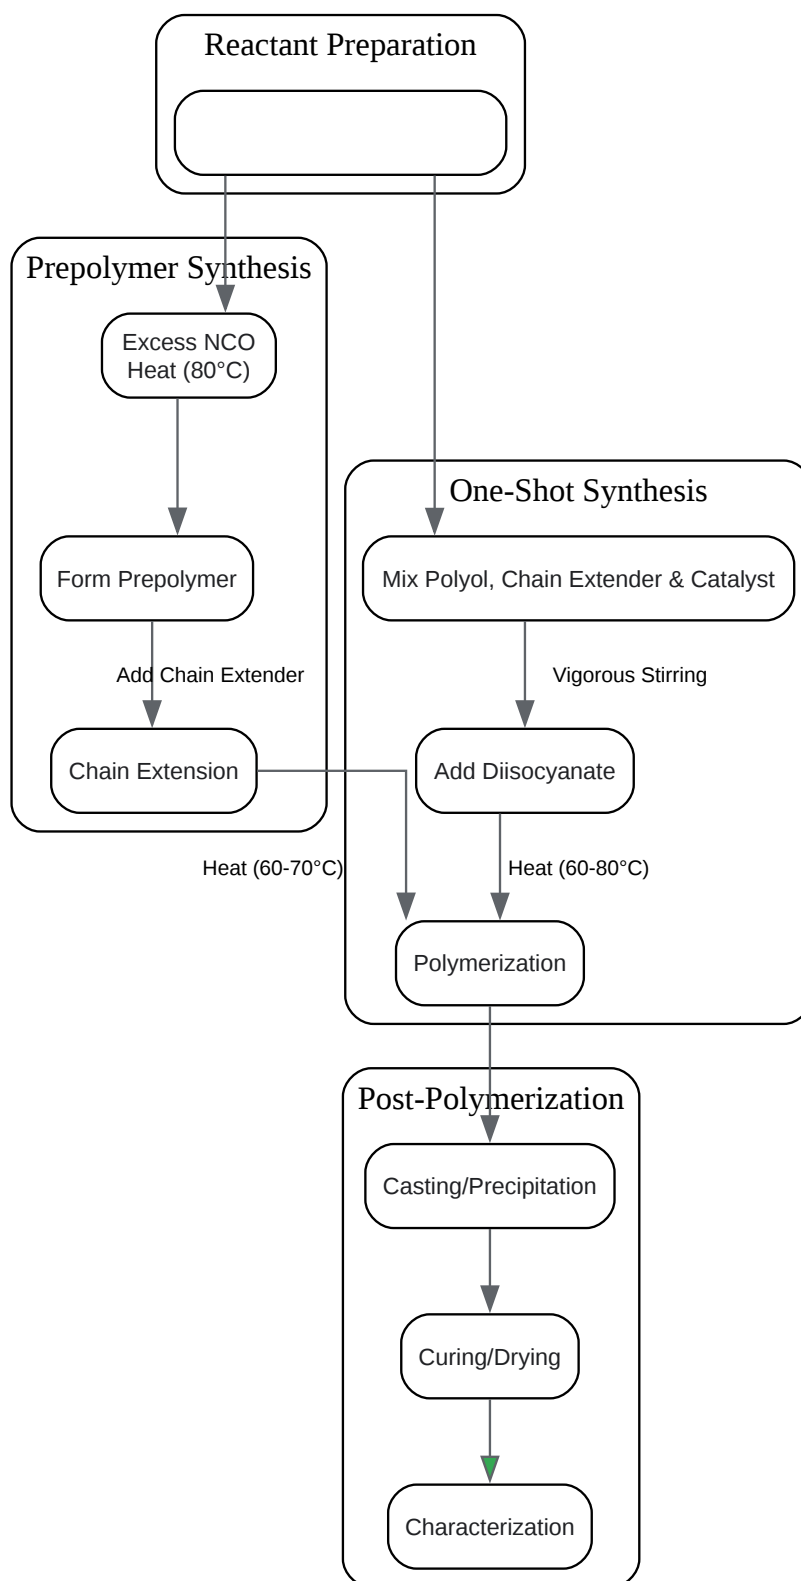 Reactant Preparation
Prepolymer Synthesis
Excess NCO
Heat (80°C)
One-Shot Synthesis
Form Prepolymer
Mix Polyol, Chain Extender & Catalyst
Add Chain Extender
Vigorous Stirring
Chain Extension
Add Diisocyanate
Heat (60-70°C)
Heat (60-80°C)
Polymerization
Post-Polymerization
Casting/Precipitation
Curing/Drying
Characterization